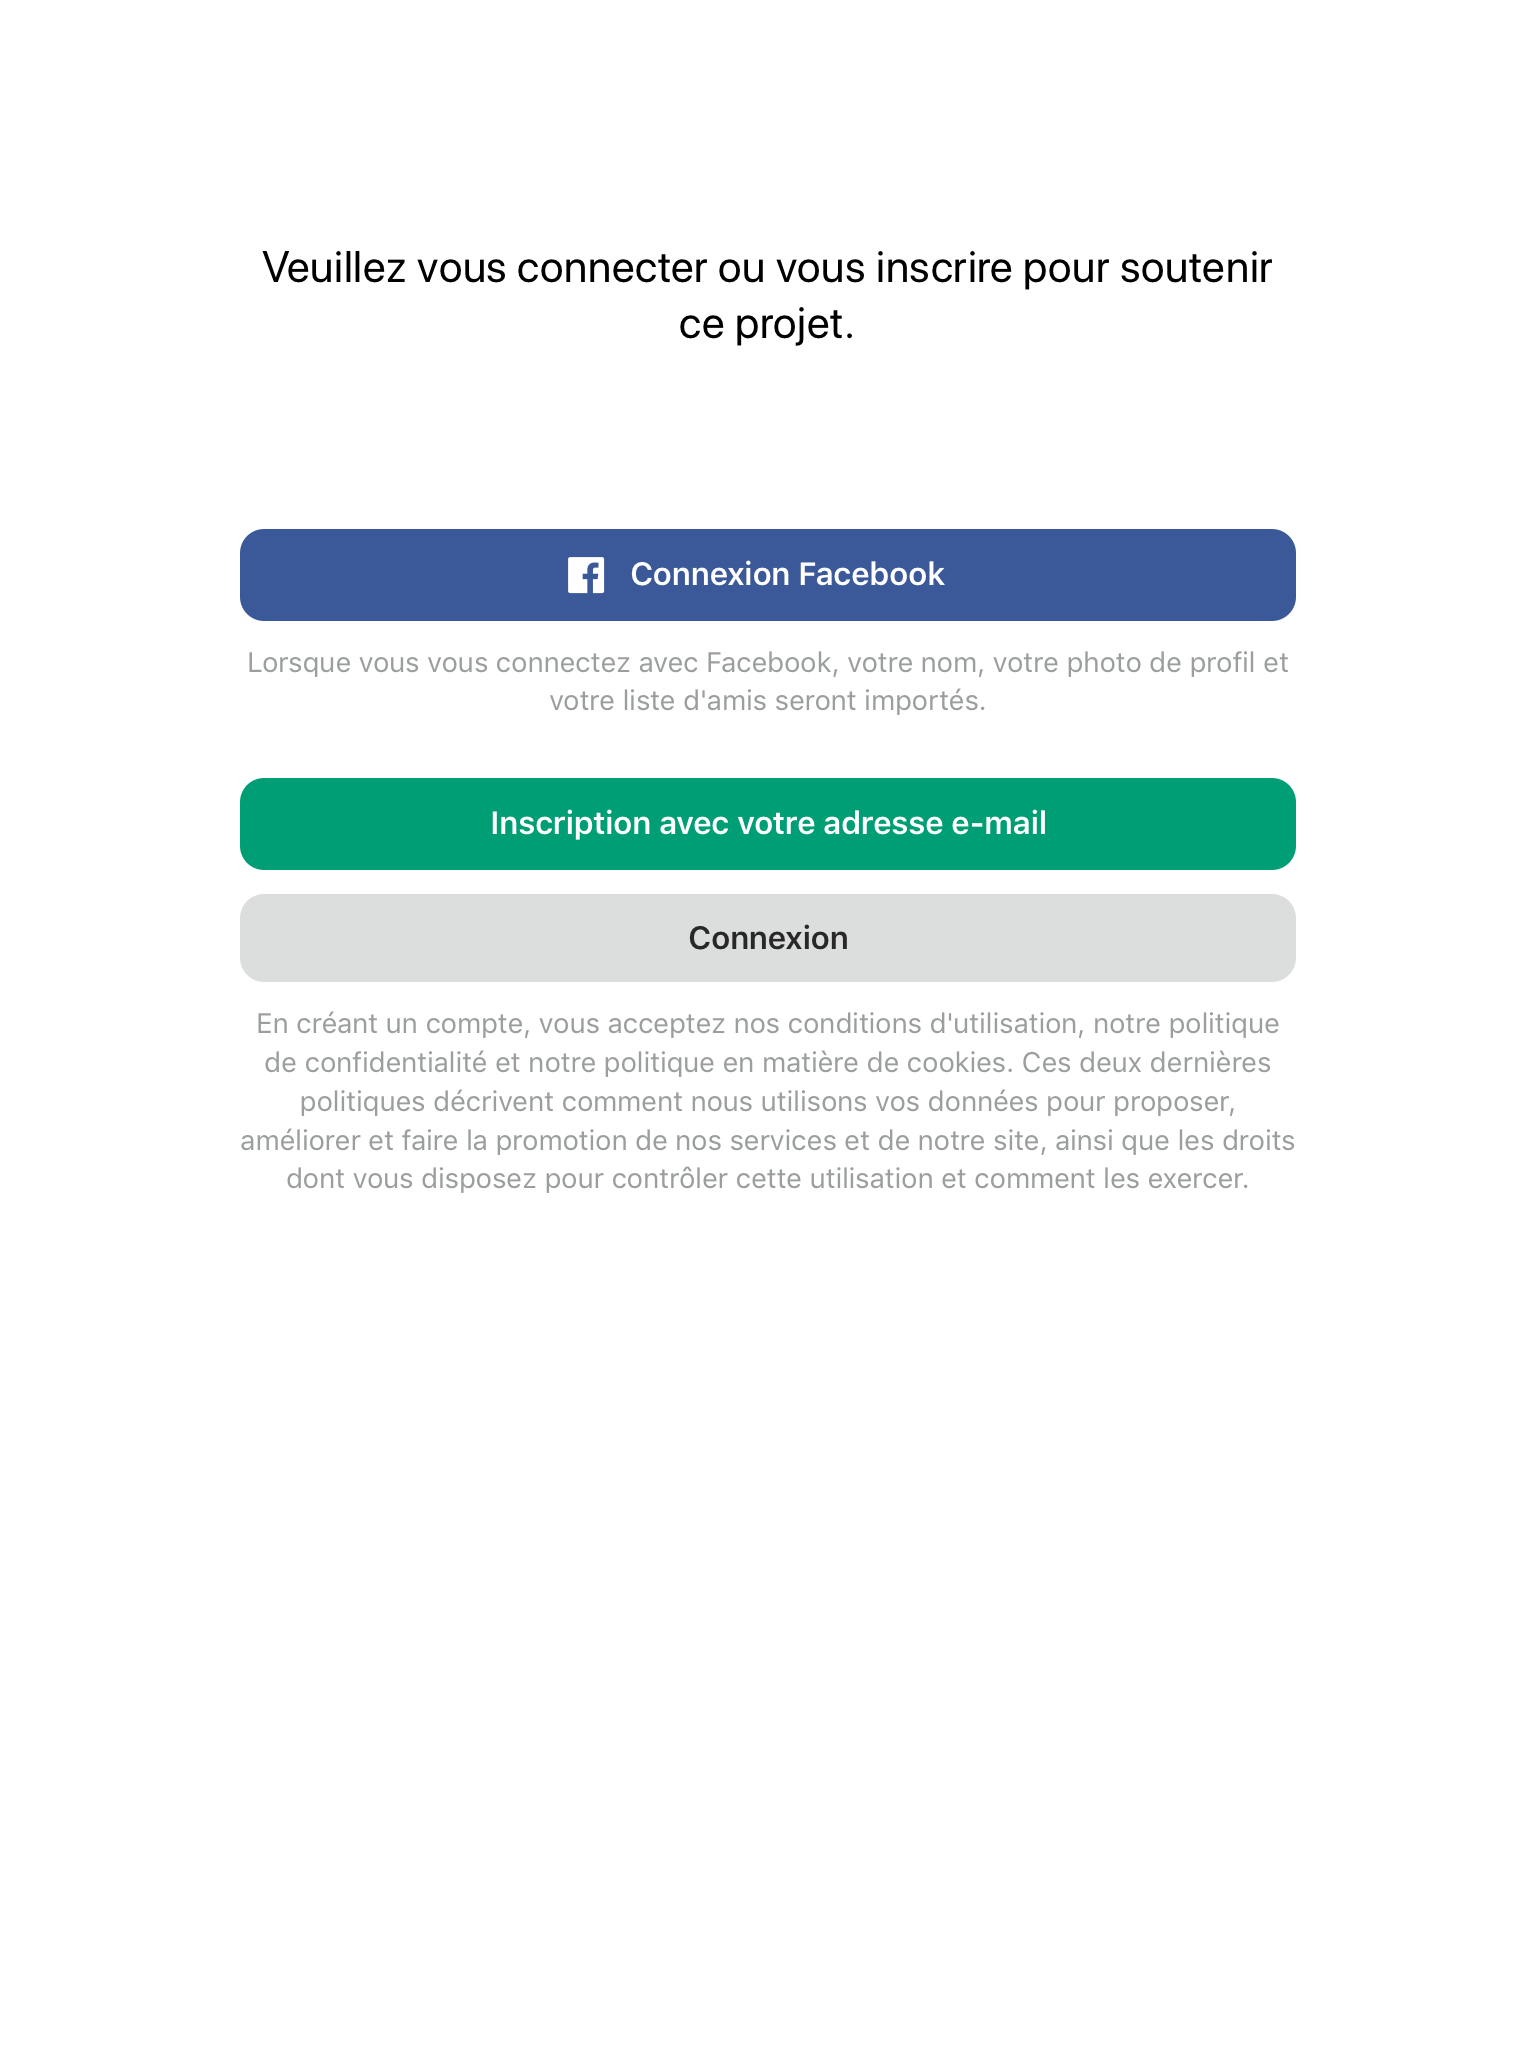 Veuillez vous connecter ou vous inscrire pour soutenir
ce projet.
Connexion Facebook
Lorsque vous vous connectez avec Facebook, votre nom, votre photo de profil et
votre liste d'amis seront importés.
Inscription avec votre adresse e-mail
Connexion
En créant un compte, vous acceptez nos conditions d'utilisation, notre politique
de confidentialité et notre politique en matière de cookies. Ces deux dernières
politiques décrivent comment nous utilisons vos données pour proposer,
améliorer et faire la promotion de nos services et de notre site, ainsi que les droits
dont vous disposez pour contrôler cette utilisation et comment les exercer.